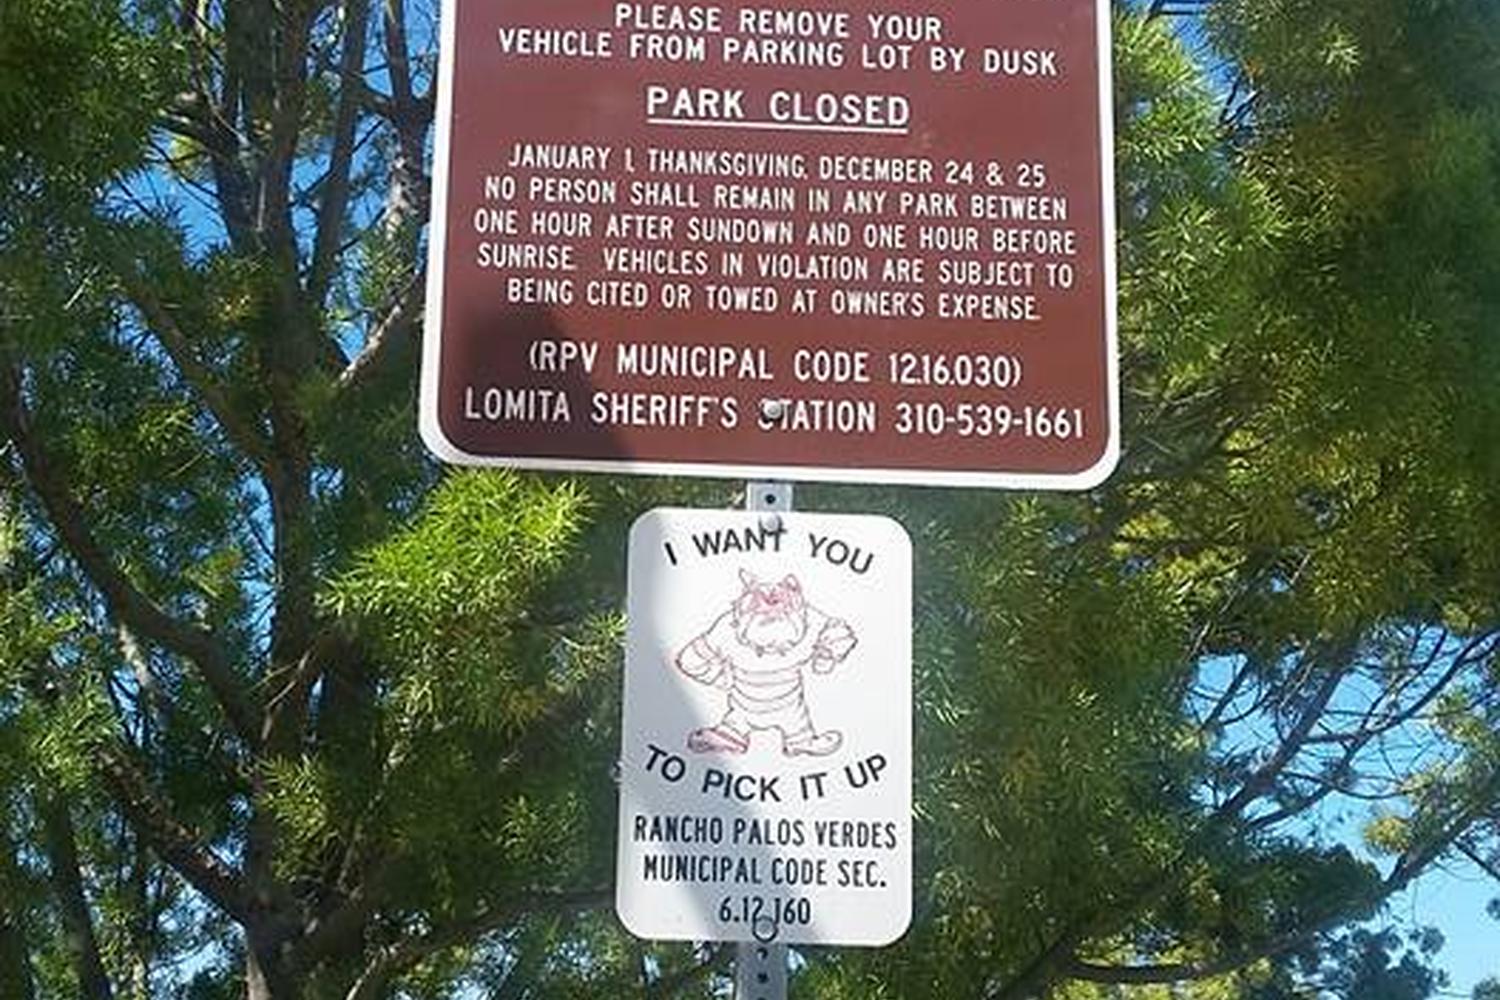 PLEASE REMOVE YOUR
VEHICLE FROM PARKING LOT BY DUSK
PARK CLOSED
JANUARY 1, THANKSGIVING, DECEMBER 24 & 25
NO PERSON SHALL REMAIN IN ANY PARK BETWEEN
ONE HOUR AFTER SUNDOWN AND ONE HOUR BEFORE
SUNRISE. VEHICLES IN VIOLATION ARE SUBJECT TO
BEING CITED OR TOWED AT OWNER'S EXPENSE.
(RPV MUNICIPAL CODE 12.16.030)
LOMITA SHERIFF'S STATION 310-539-1661
I WANT YOU
TO PICK IT UP
RANCHO PALOS VERDES
MUNICIPAL CODE SEC.
6.12.160